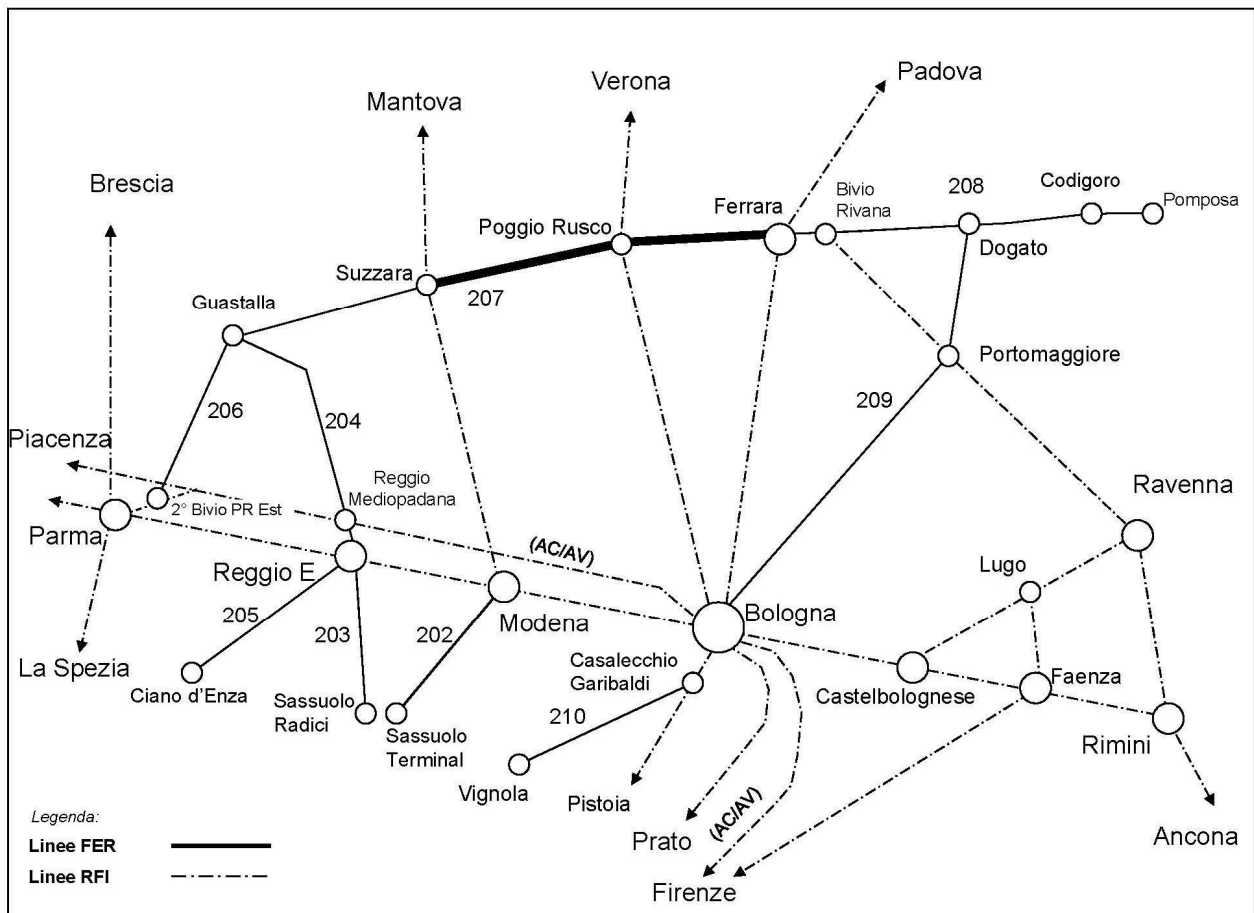 Padova
Verona
Mantova
Brescia
208
Codigoro
Pomposa
Bivio
Rivana
Ferrara
Dogato
Poggio Rusco
Suzzara
207
Guastalla
Portomaggiore
209
206
204
Piacenza
Reggio
Mediopadana
2° Bivio PR Est
Parma
Ravenna
(AC/AV)
Reggio E
Lugo
205
203
202
Modena
Bologna
La Spezia
Ciano d'Enza
Casalecchio
Garibaldi
Castelbolognese
Faenza
Sassuolo
Radici
Sassuolo
Terminal
210
Rimini
Vignola
Pistoia
(AC/AV)
Prato
Ancona
Firenze
Legenda:
Linee FER
Linee RFI